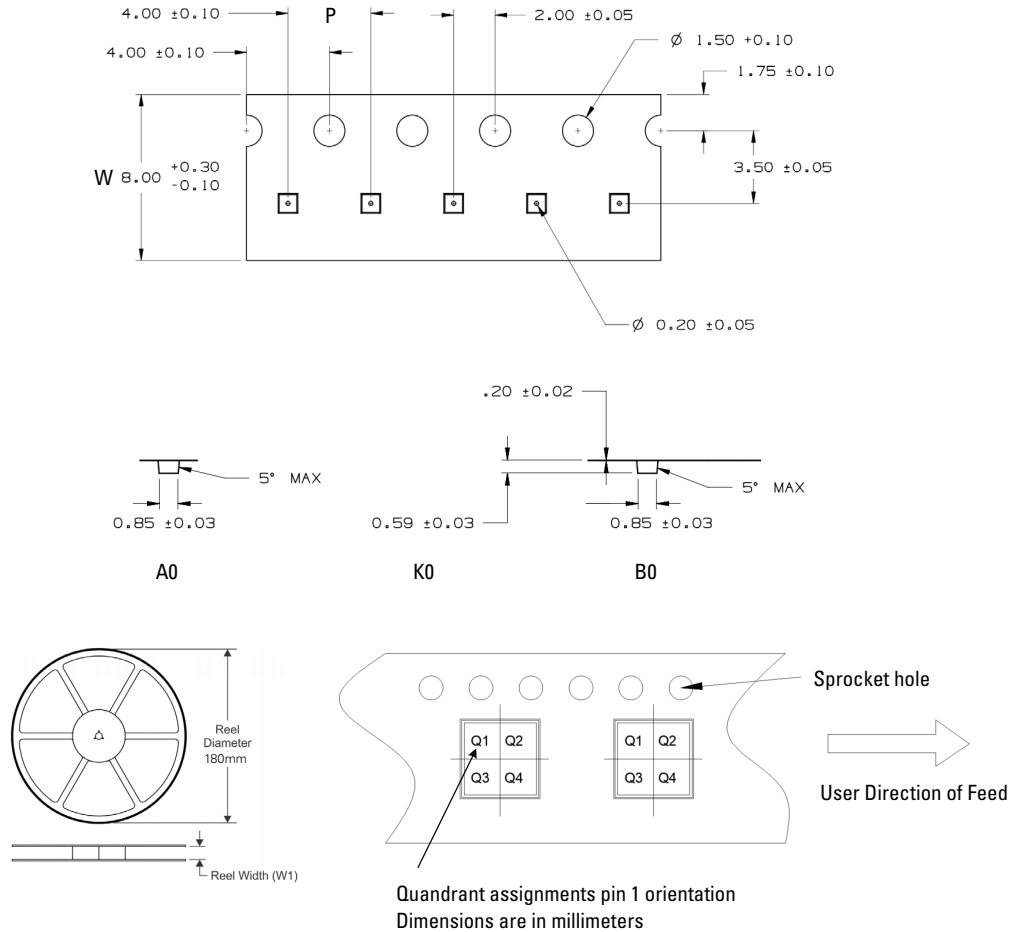 4.00 ±0.10
P
2.00 ±0.05
4.00 ±0.10
Ø 1.50 +0.10
1.75 ±0.10
W 8.00 +0.30 -0.10
3.50 ±0.05
Ø 0.20 ±0.05
.20 ±0.02
5° MAX
5° MAX
0.85 ±0.03
0.59 ±0.03
0.85 ±0.03
A0
K0
B0
Reel
Diameter
180mm
Reel Width (W1)
Sprocket hole
Q1 Q2
Q3 Q4
Q1 Q2
Q3 Q4
User Direction of Feed
Quandrant assignments pin 1 orientation
Dimensions are in millimeters